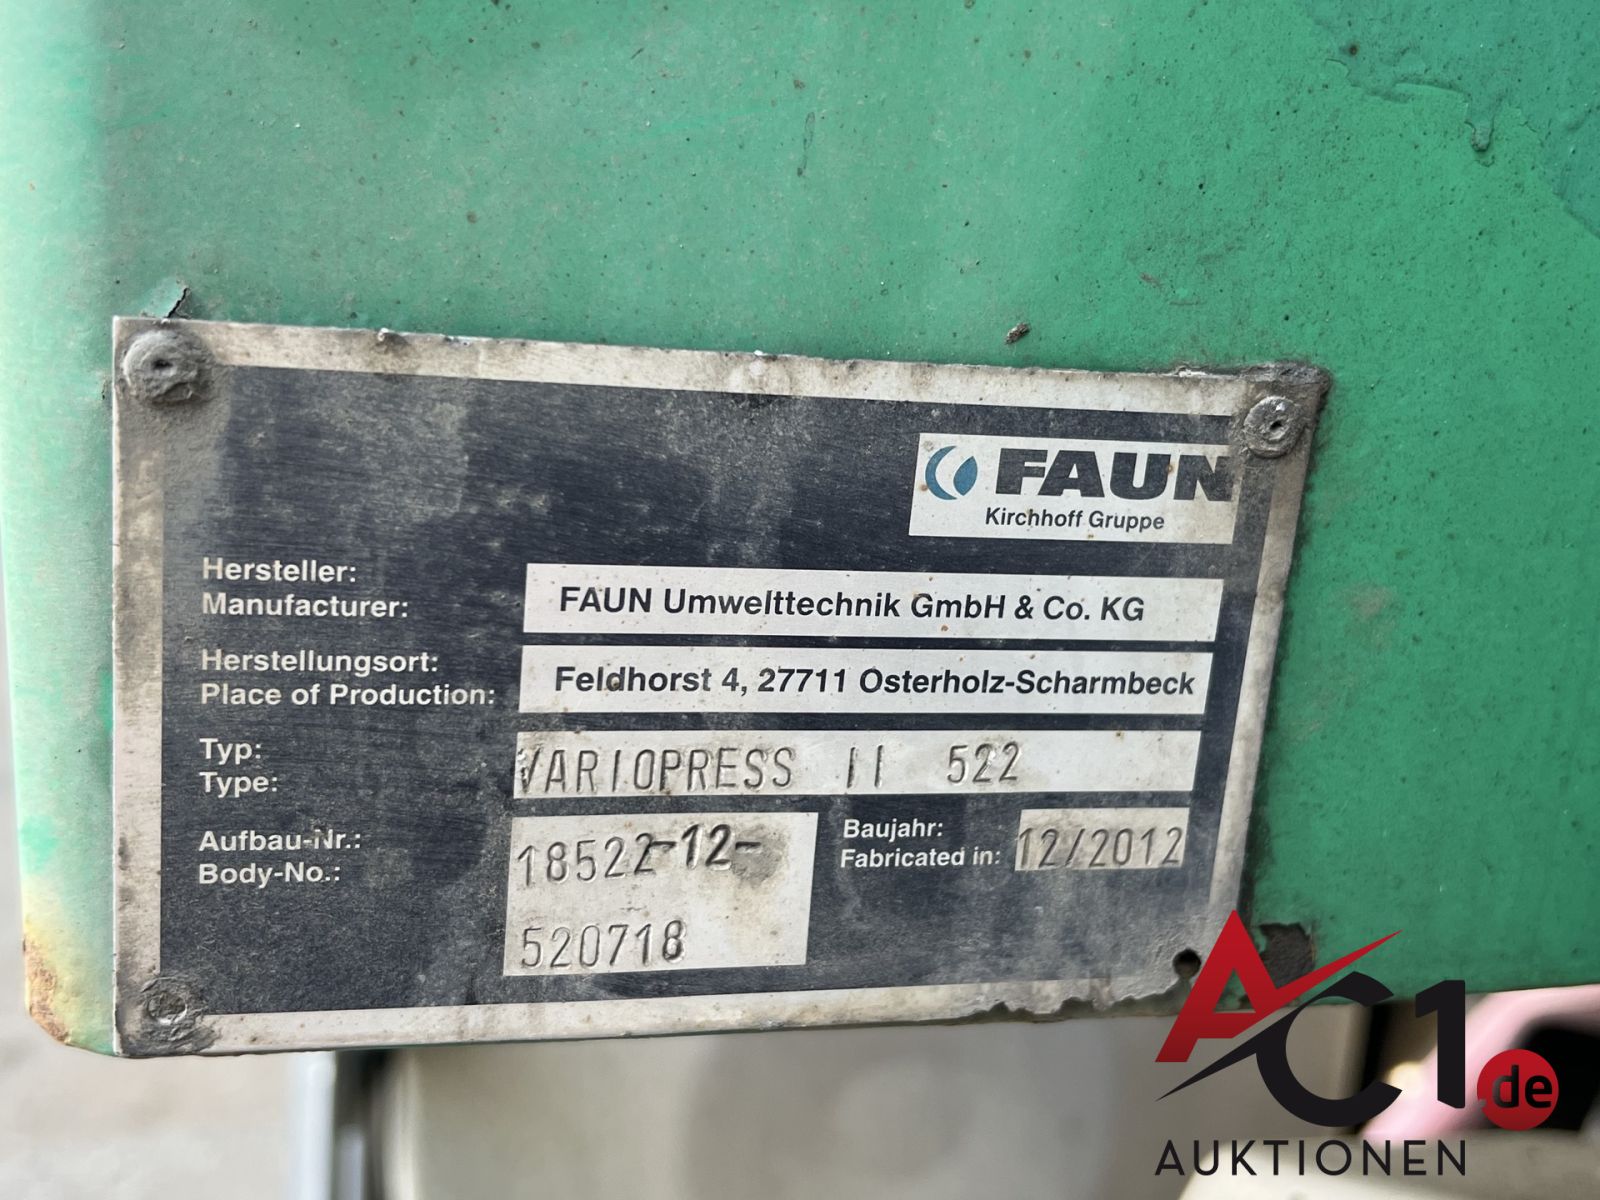 FAUN
Kirchhoff Gruppe
Hersteller:
Manufacturer:
FAUN Umwelttechnik GmbH & Co. KG
Herstellungsort:
Place of Production:
Feldhorst 4, 27711 Osterholz-Scharmbeck
Typ:
Type:
VARIOPRESS II 522
Aufbau-Nr.:
Body-No.:
18522-12-
520718
Baujahr:
Fabricated in:
12/2012
AC1.de
AUKTIONEN